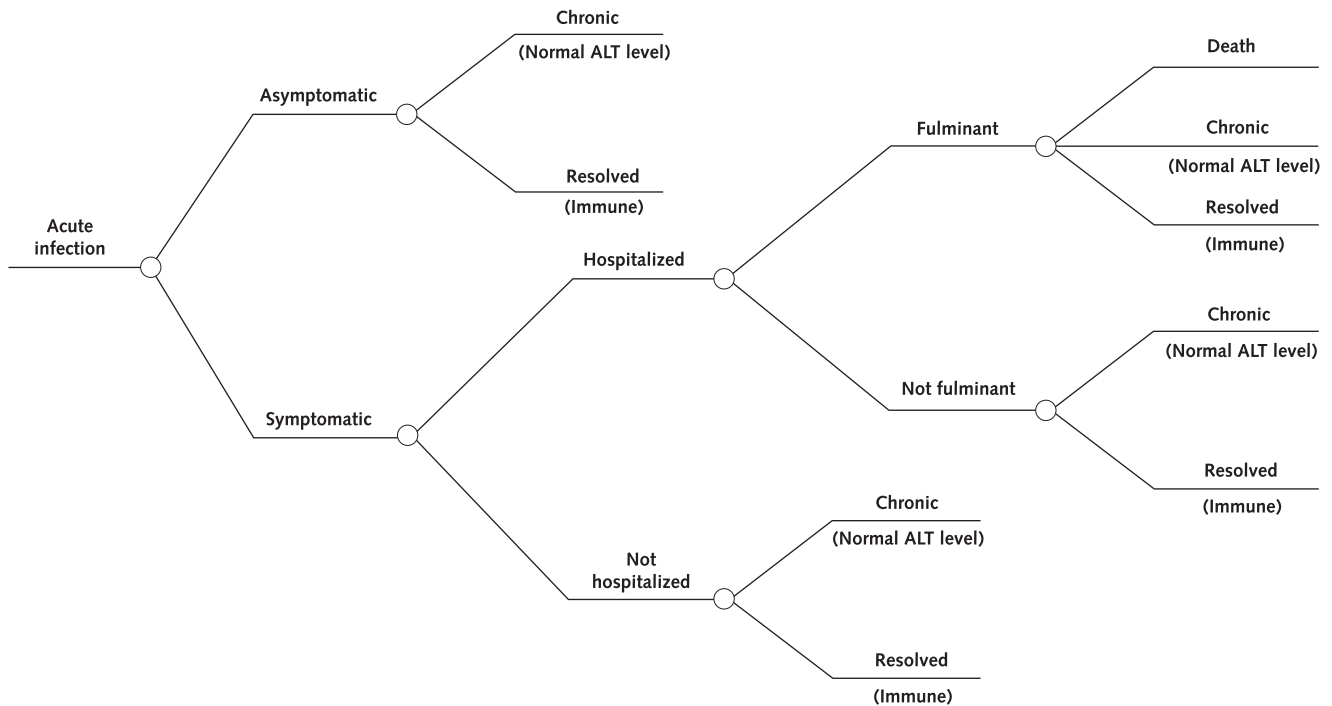 Chronic
(Normal ALT level)
Asymptomatic
Resolved
(Immune)
Acute
infection
Symptomatic
Hospitalized
Fulminant
Death
Chronic
(Normal ALT level)
Resolved
(Immune)
Not fulminant
Chronic
(Normal ALT level)
Resolved
(Immune)
Not
hospitalized
Chronic
(Normal ALT level)
Resolved
(Immune)